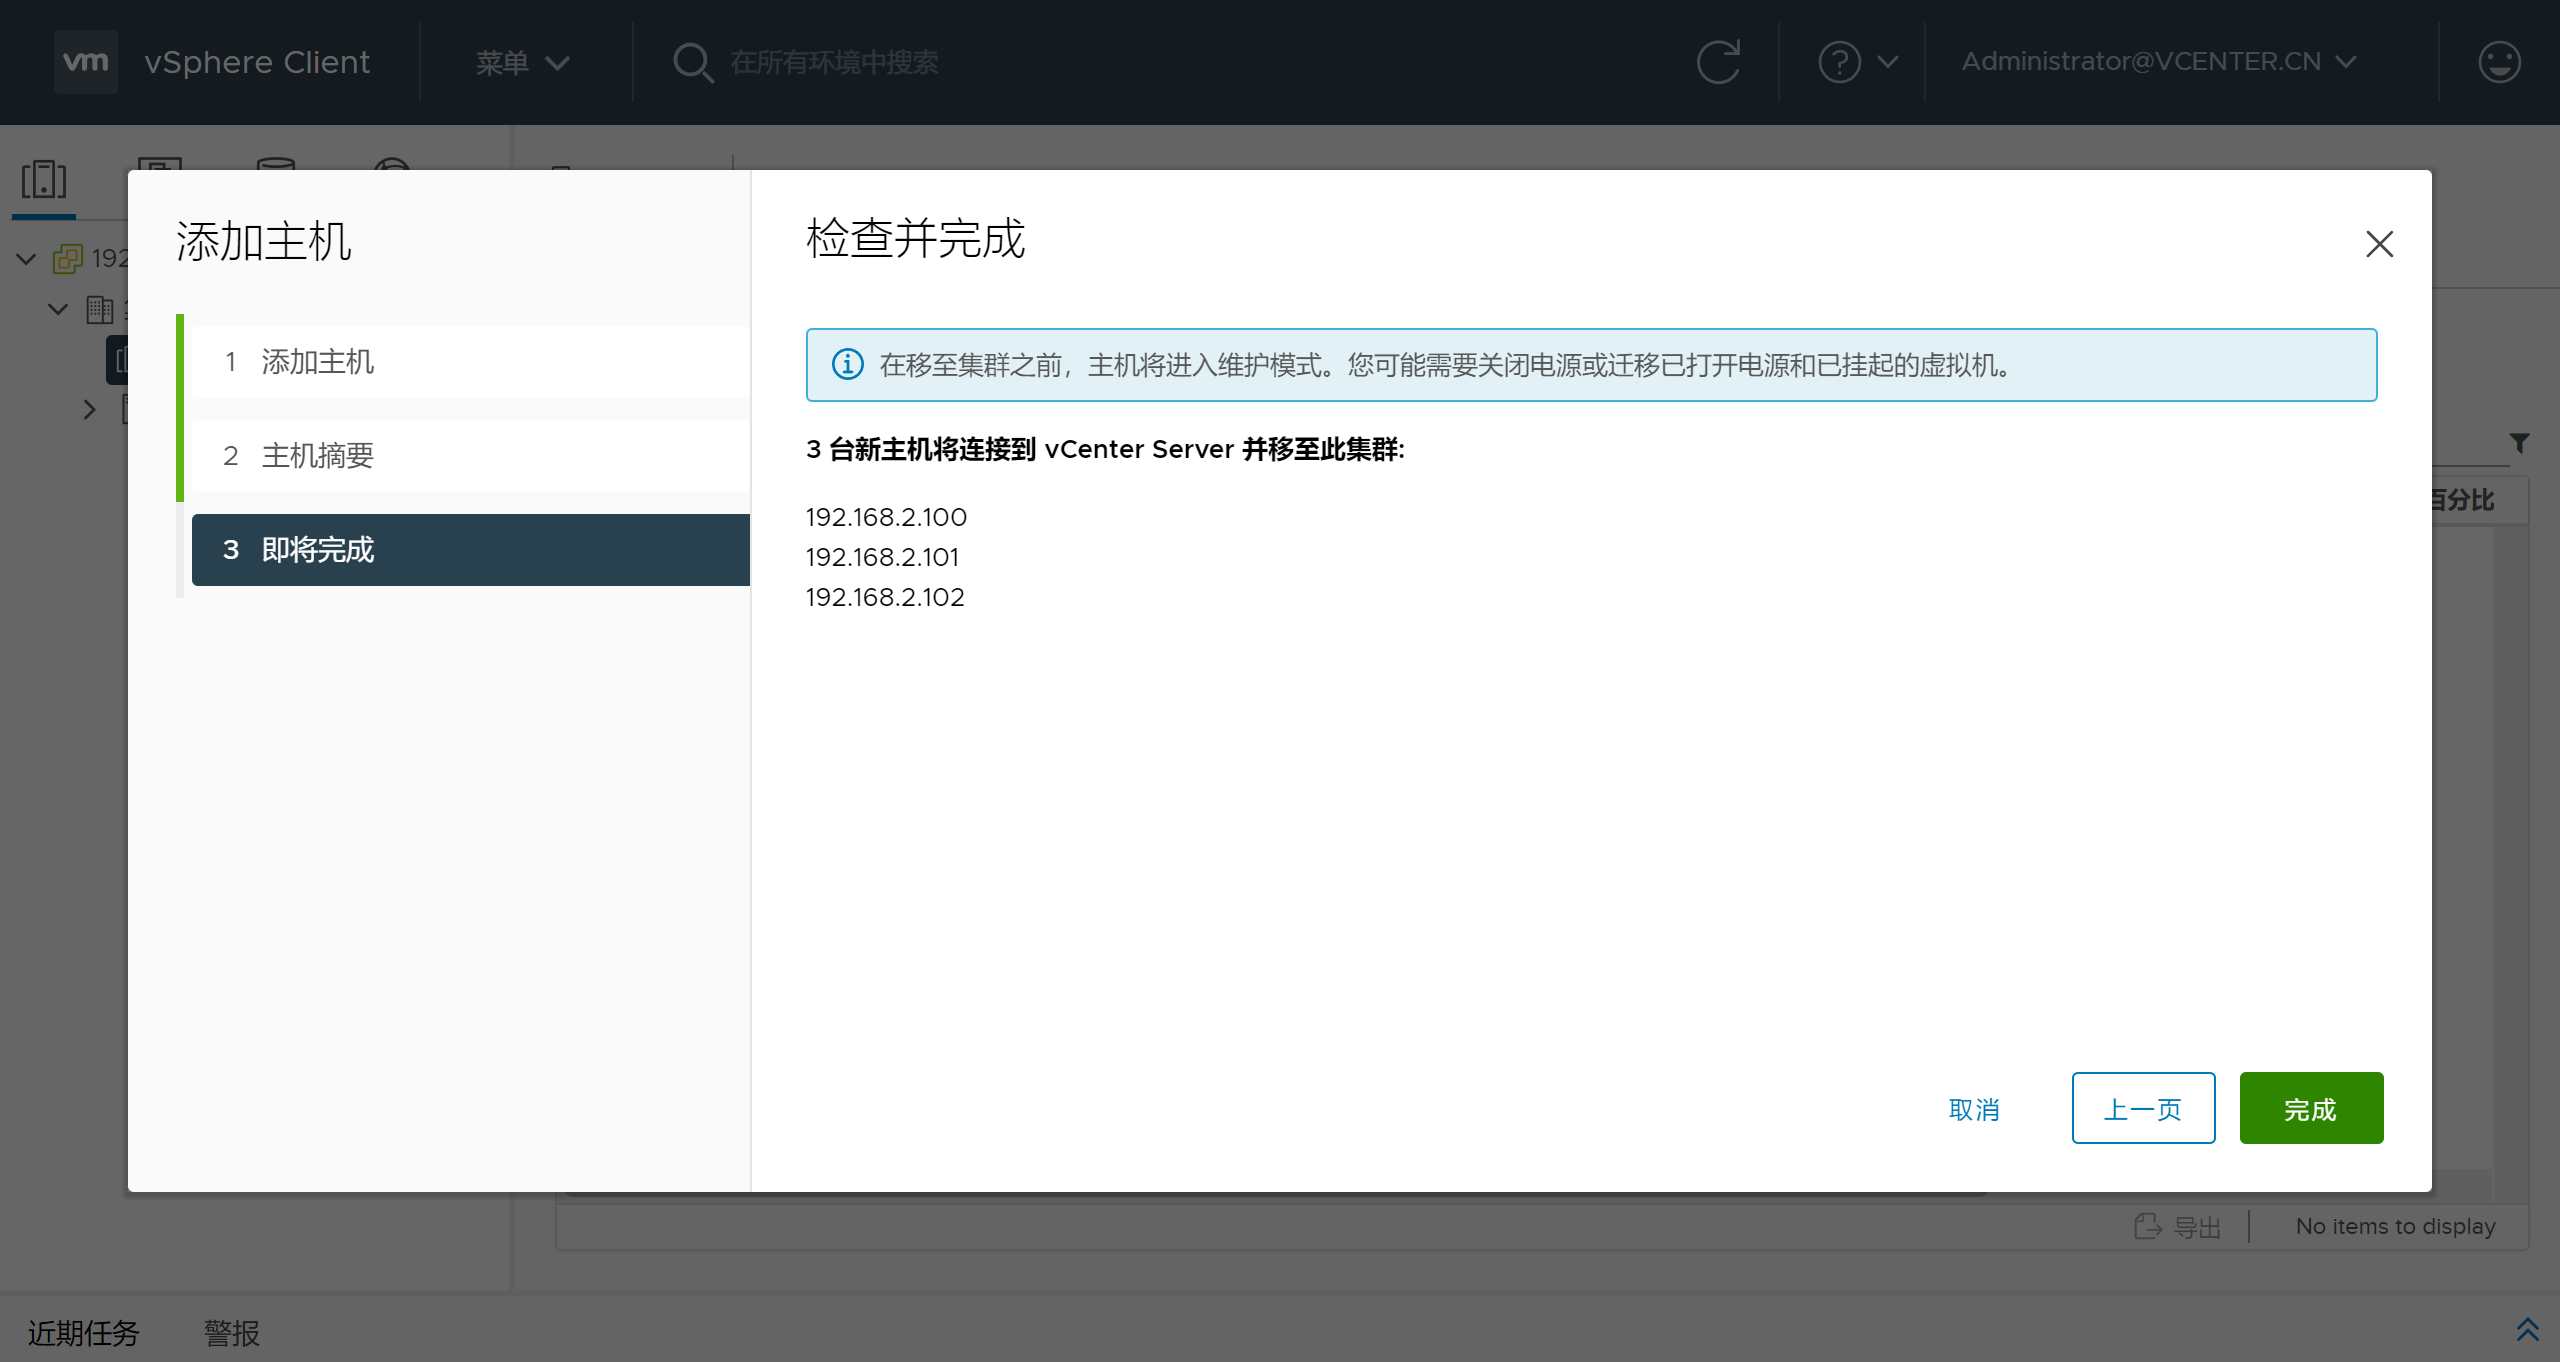 vm vSphere Client 菜单 在所有环境中搜索 Administrator@VCENTER.CN
192
添加主机
1 添加主机
2 主机摘要
3 即将完成
检查并完成
在移至集群之前，主机将进入维护模式。您可能需要关闭电源或迁移已打开电源和已挂起的虚拟机。
3 台新主机将连接到 vCenter Server 并移至此集群:
192.168.2.100
192.168.2.101
192.168.2.102
取消 上一页 完成
百分比
导出 No items to display
近期任务 警报